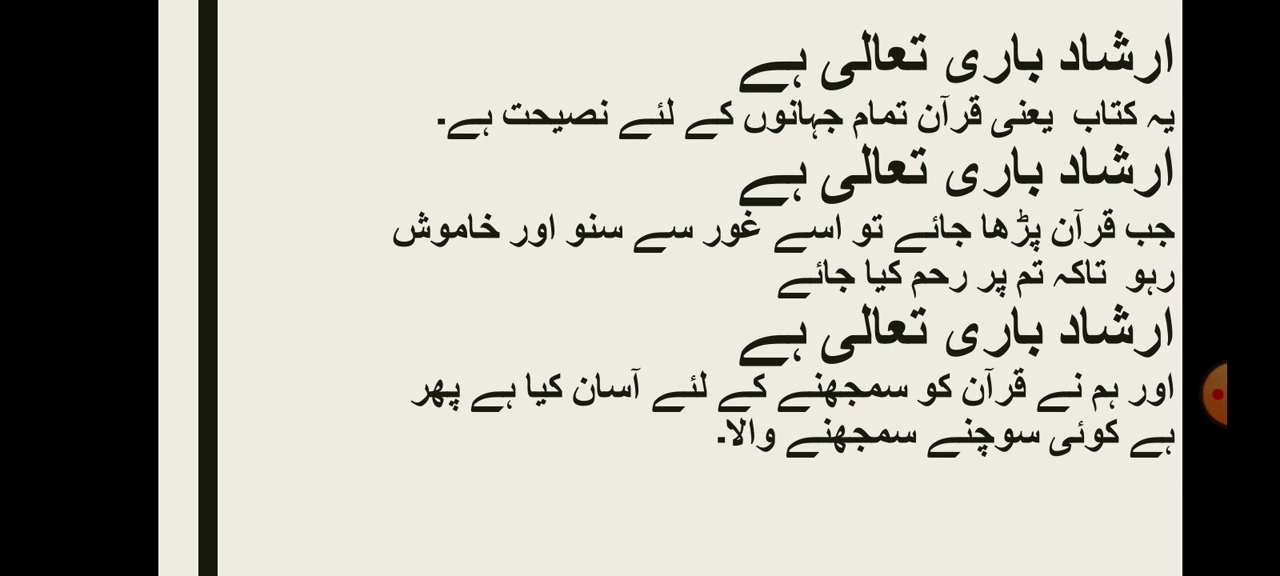 ارشاد باری تعالی ہے
یہ کتاب یعنی قرآن تمام جہانوں کے لئے نصیحت ہے۔
ارشاد باری تعالی ہے
جب قرآن پڑھا جائے تو اسے غور سے سنو اور خاموش
رہو تاکہ تم پر رحم کیا جائے
ارشاد باری تعالی ہے
اور ہم نے قرآن کو سمجھنے کے لئے آسان کیا ہے پھر
ہے کوئی سوچنے سمجھنے والا۔